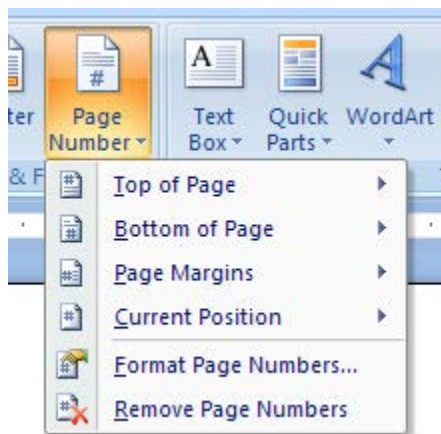 ter Page Text Quick WordArt
Number Box Parts
& F
Top of Page
Bottom of Page
Page Margins
Current Position
Format Page Numbers...
Remove Page Numbers